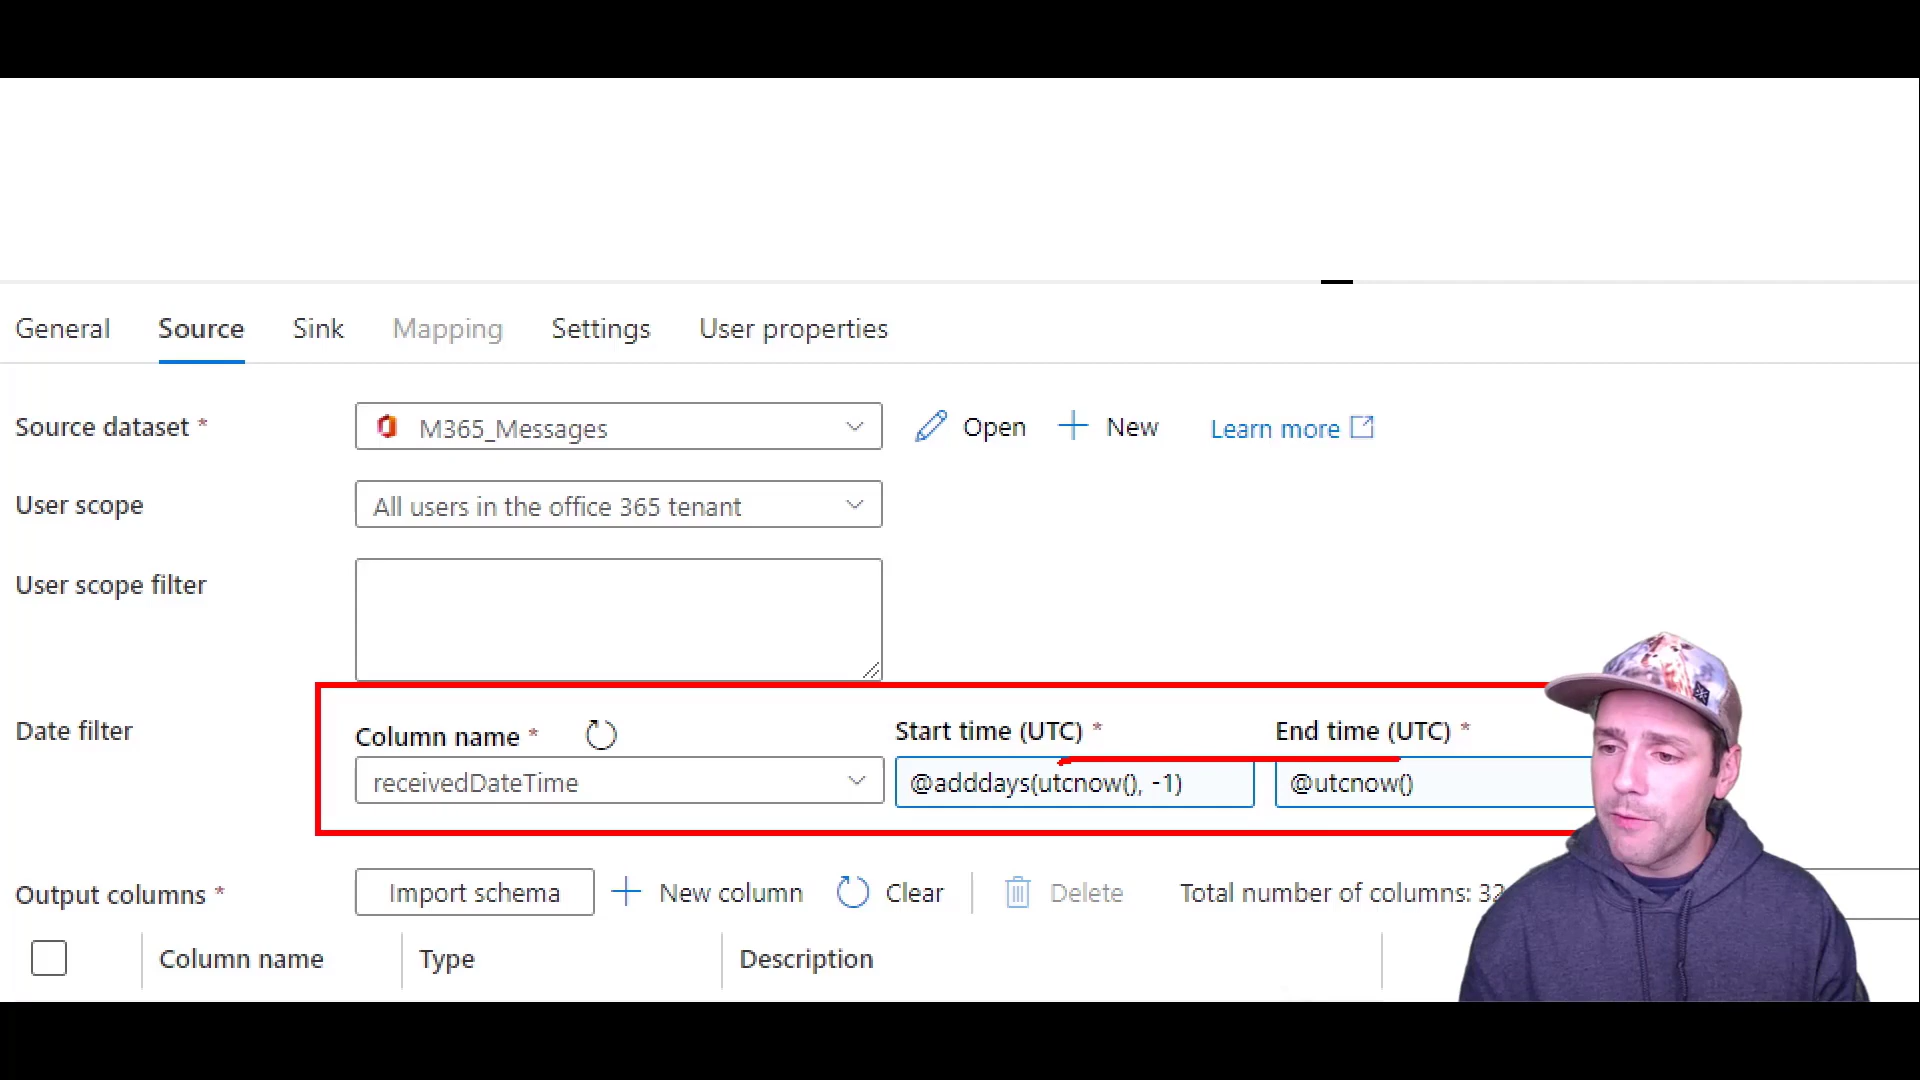 General Source Sink Mapping Settings User properties
Source dataset * M365_Messages Open New Learn more
User scope All users in the office 365 tenant
User scope filter
Date filter Column name * Start time (UTC) * End time (UTC) *
receivedDateTime @adddays(utcnow(), -1) @utcnow()
Output columns * Import schema New column Clear Delete Total number of columns: 32
Column name Type Description